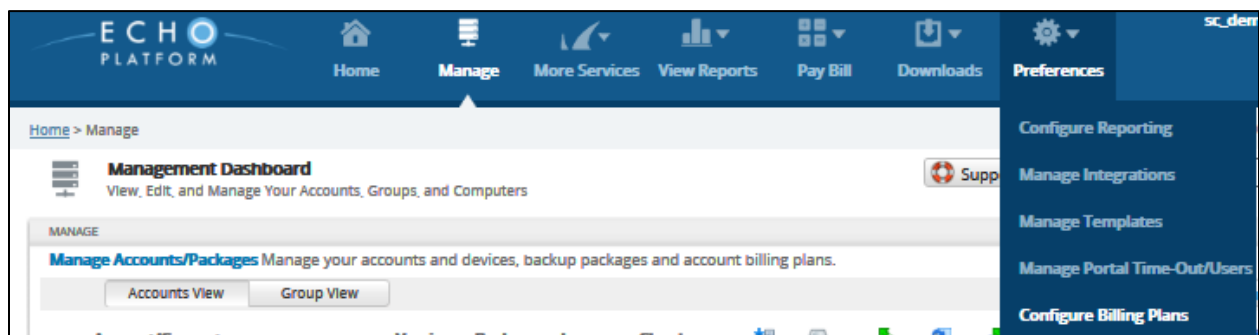 ECHO
PLATFORM
Home Manage More Services View Reports Pay Bill Downloads Preferences
Home > Manage
Management Dashboard
View, Edit, and Manage Your Accounts, Groups, and Computers
MANAGE
Manage Accounts/Packages Manage your accounts and devices, backup packages and account billing plans.
Accounts View Group View
Configure Reporting
Manage Integrations
Manage Templates
Manage Portal Time-Out/Users
Configure Billing Plans